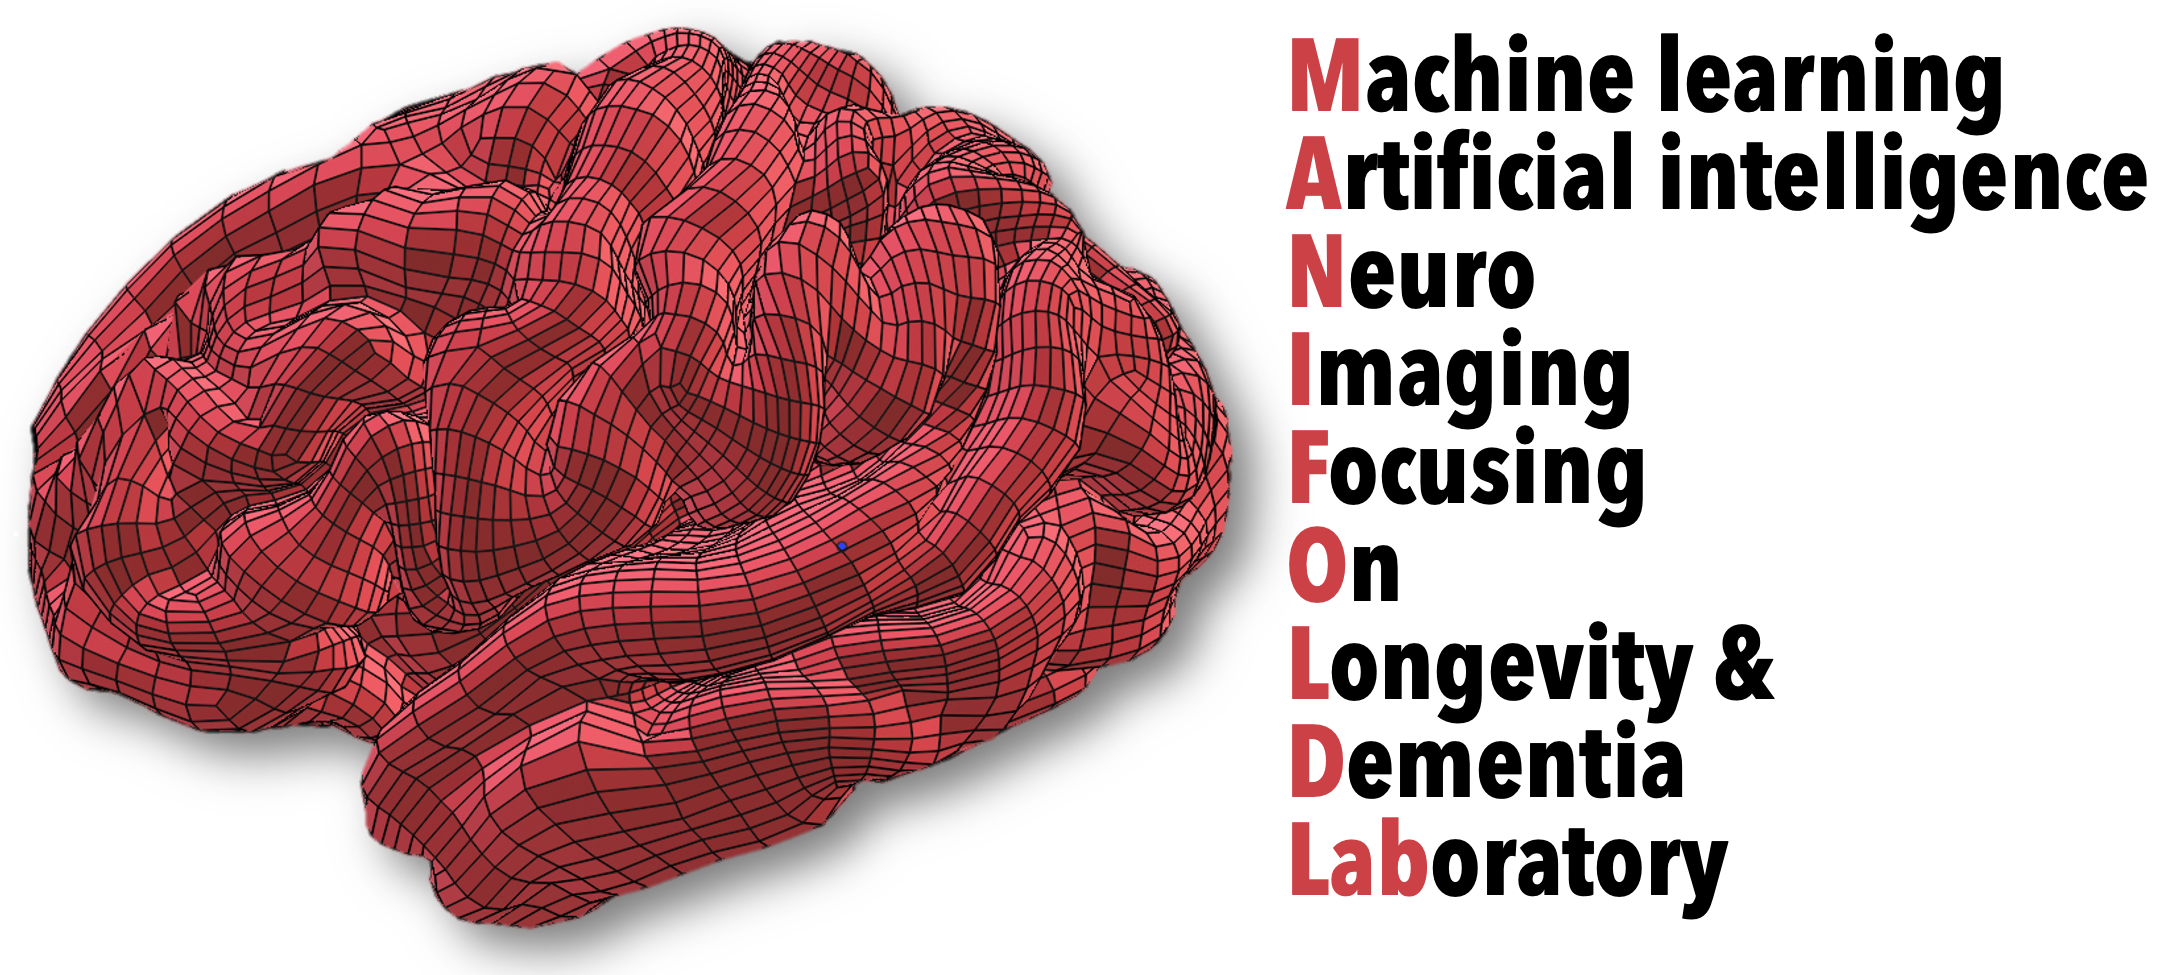 Machine learning
Artificial intelligence
Neuro
Imaging
Focusing
On
Longevity &
Dementia
Laboratory